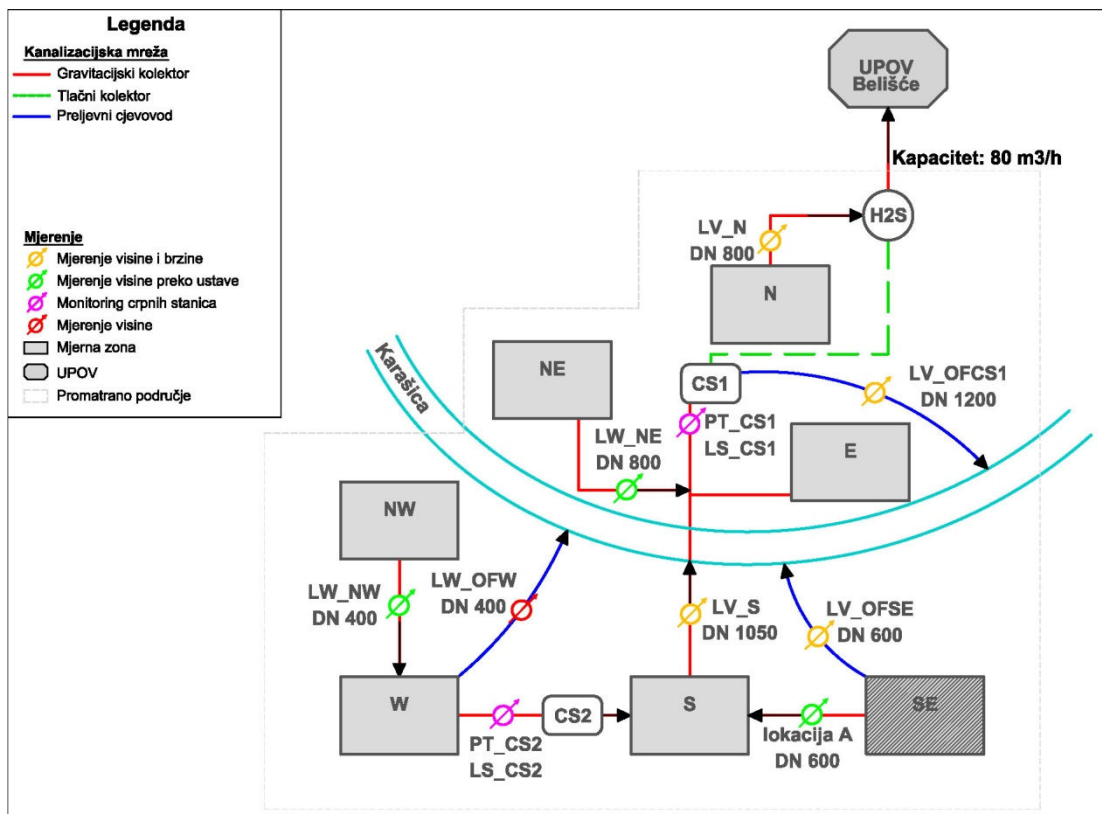 Legenda
Kanalizacijska mreža
Gravitacijski kolektor
Tlačni kolektor
Preljevni cjevovod
Mjerenje
Mjerenje visine i brzine
Mjerenje visine preko ustave
Monitoring crpnih stanica
Mjerenje visine
Mjerna zona
UPOV
Promatrano područje
UPOV
Belišće
Kapacitet: 80 m3/h
H2S
LV_N
DN 800
N
Karašica
NE
CS1
LV_OFCS1
DN 1200
PT_CS1
LS_CS1
LW_NE
DN 800
E
NW
LW_NW
DN 400
LW_OFW
DN 400
LV_S
DN 1050
LV_OFSE
DN 600
W
CS2
S
SE
PT_CS2
LS_CS2
lokacija A
DN 600